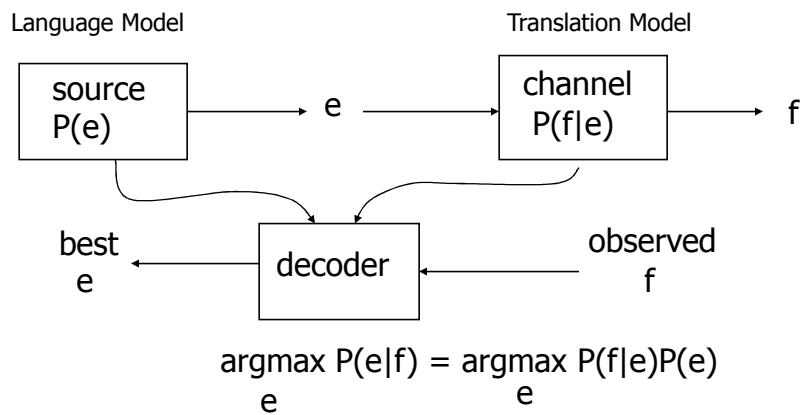 Language Model
Translation Model
source
P(e)
e
channel
P(f|e)
f
best
e
decoder
observed
f
argmax P(e|f) = argmax P(f|e)P(e)
e e